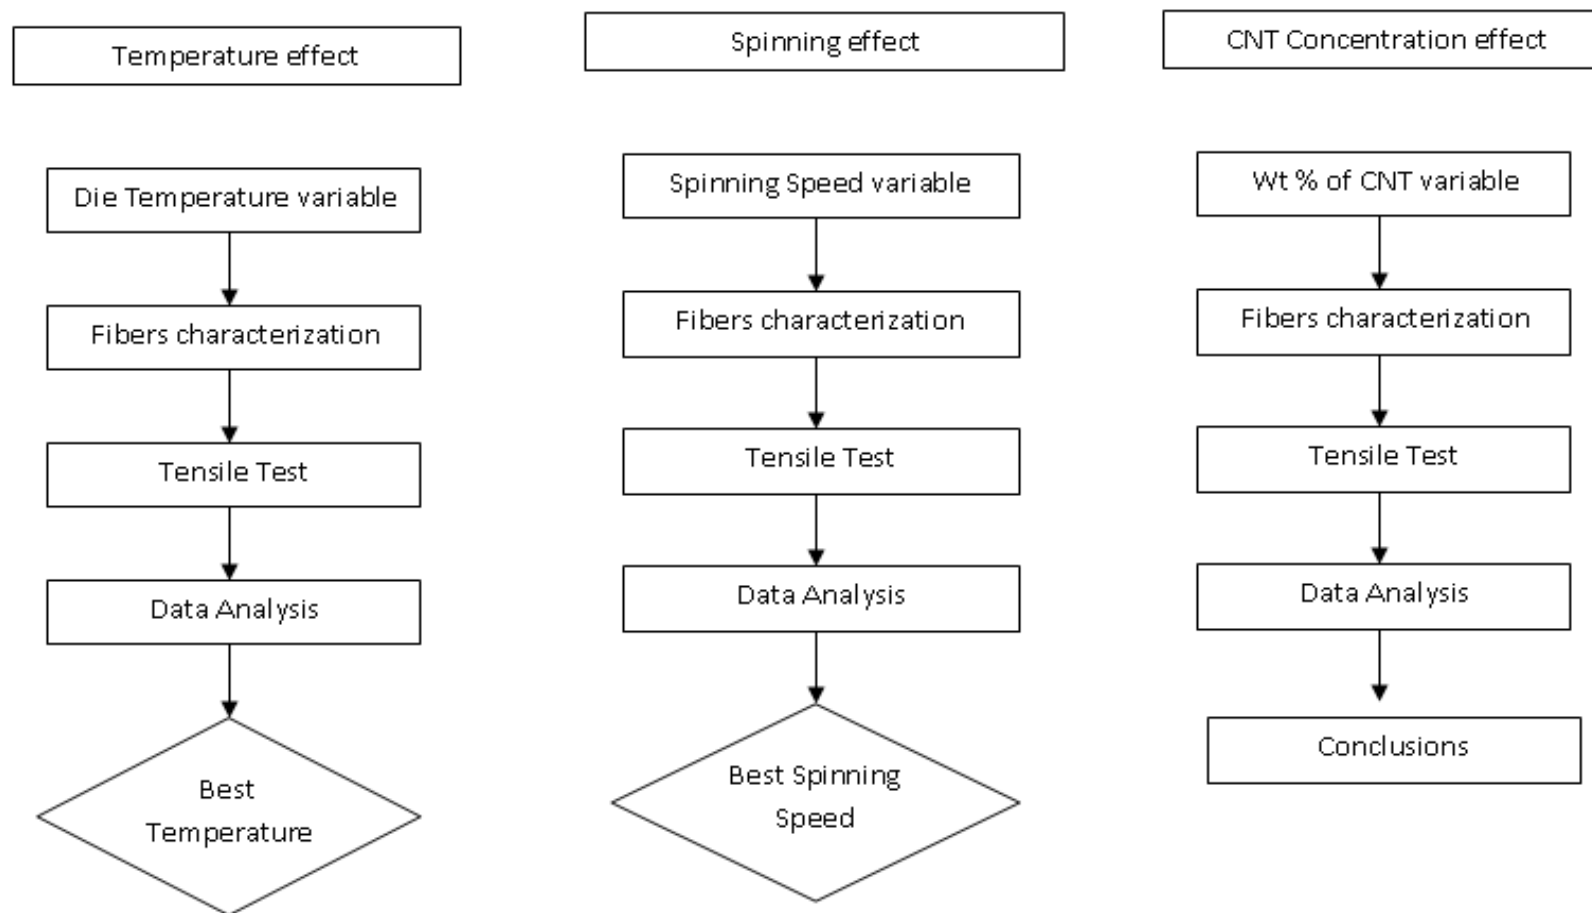 Temperature effect
Die Temperature variable
Fibers characterization
Tensile Test
Data Analysis
Best
Temperature
Spinning effect
Spinning Speed variable
Fibers characterization
Tensile Test
Data Analysis
Best Spinning
Speed
CNT Concentration effect
Wt % of CNT variable
Fibers characterization
Tensile Test
Data Analysis
Conclusions